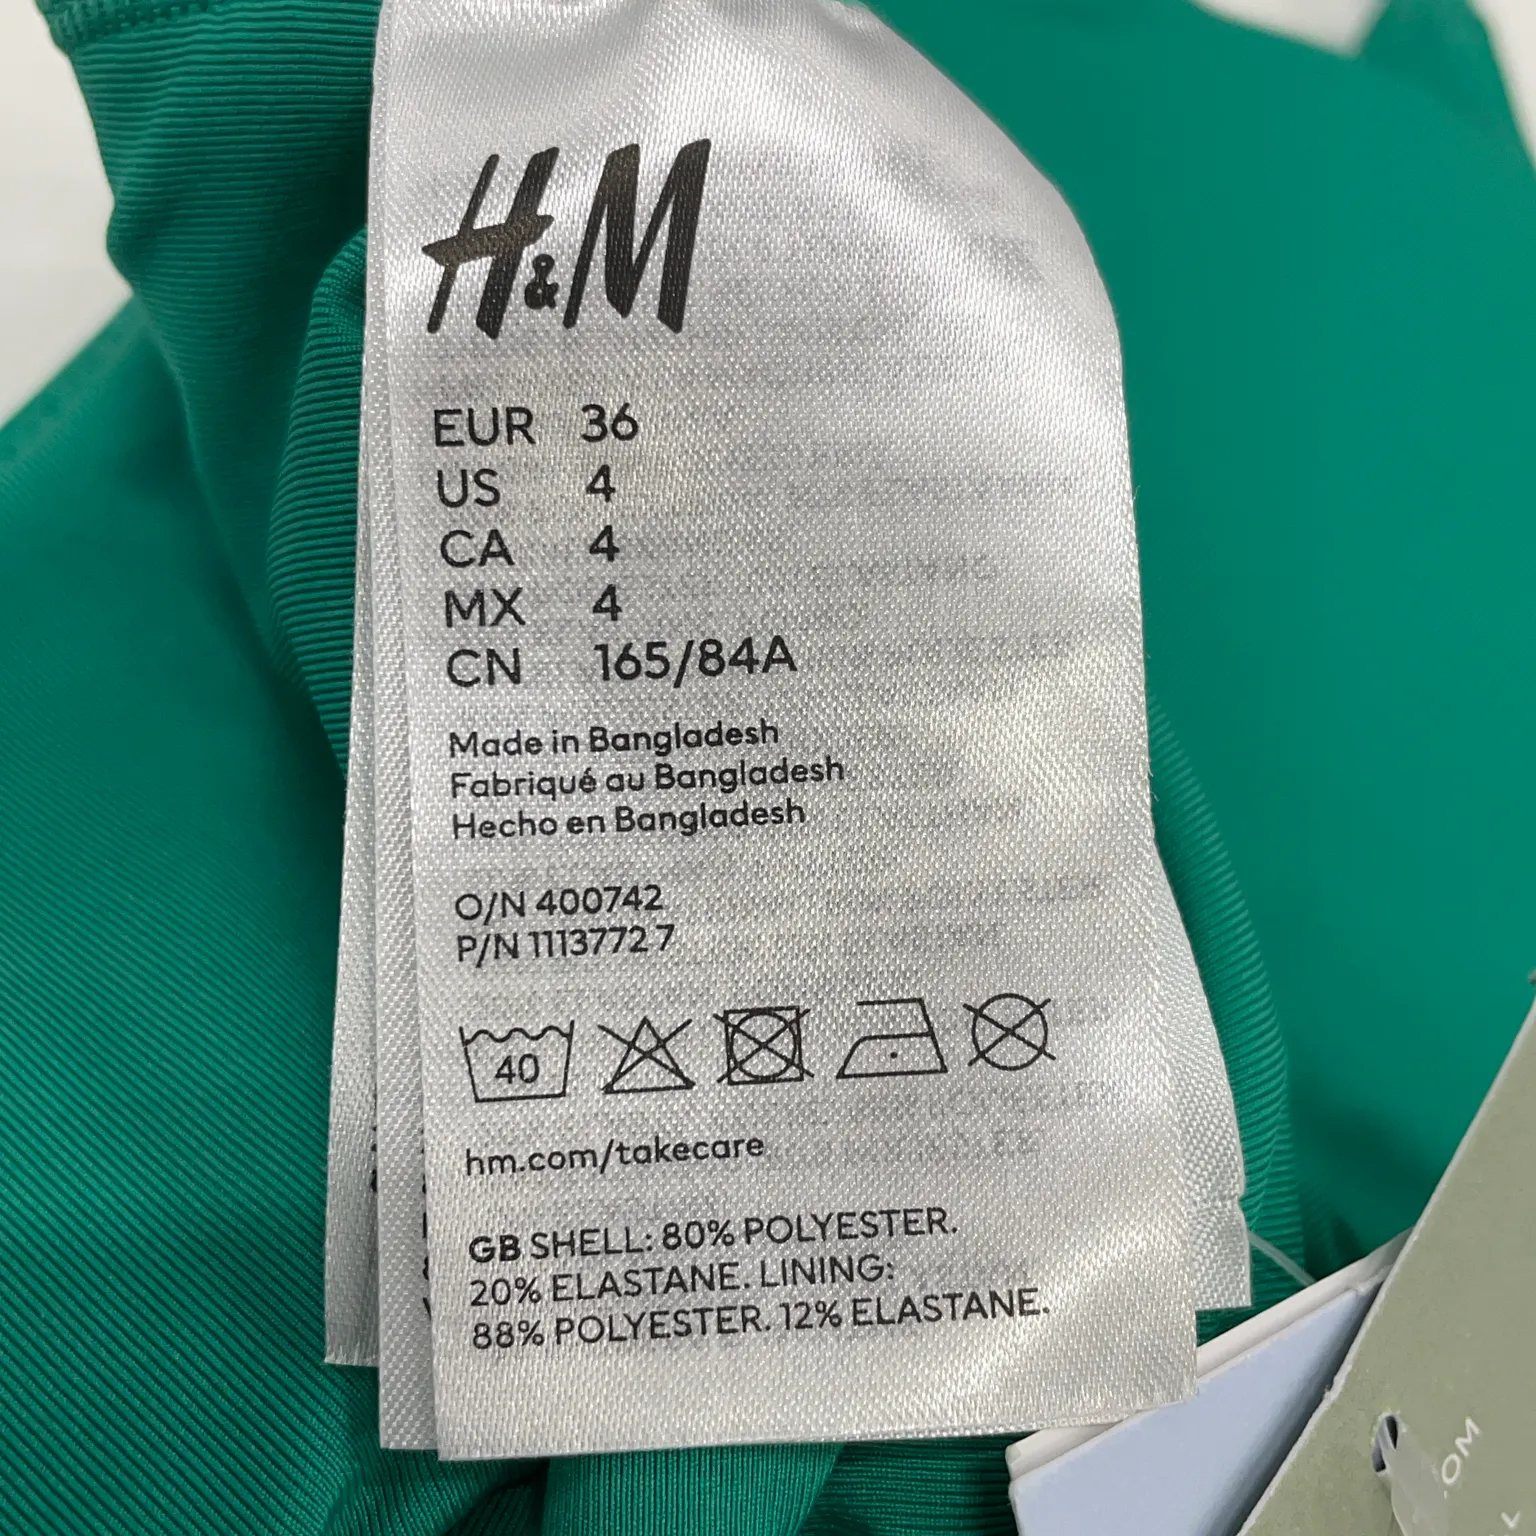 H&M
EUR 36
US 4
CA 4
MX 4
CN 165/84A
Made in Bangladesh
Fabriqué au Bangladesh
Hecho en Bangladesh
O/N 400742
P/N 1113772 7
40
hm.com/takecare
GB SHELL: 80% POLYESTER.
20% ELASTANE. LINING:
88% POLYESTER. 12% ELASTANE.
.OM